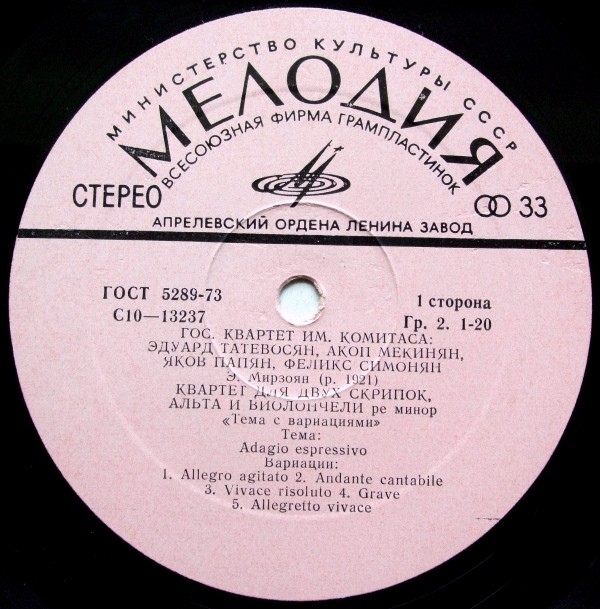 МИНИСТЕРСТВО КУЛЬТУРЫ СССР
МЕЛОДИЯ
ВСЕСОЮЗНАЯ ФИРМА ГРАМПЛАСТИНОК
СТЕРЕО
33
АПРЕЛЕВСКИЙ ОРДЕНА ЛЕНИНА ЗАВОД
ГОСТ 5289-73
1 сторона
С10—13237
Гр. 2. 1-20
ГОС. КВАРТЕТ ИМ. КОМИТАСА:
ЭДУАРД ТАТЕВОСЯН, АКОП МЕКИНЯН,
ЯКОВ ПАПЯН, ФЕЛИКС СИМОНЯН
Э. Мирзоян (р. 1921)
КВАРТЕТ ДЛЯ ДВУХ СКРИПОК,
АЛЬТА И ВИОЛОНЧЕЛИ ре минор
«Тема с вариациями»
Тема:
Adagio espressivo
Вариации:
1. Allegro agitato 2. Andante cantabile
3. Vivace risoluto 4. Grave
5. Allegretto vivace